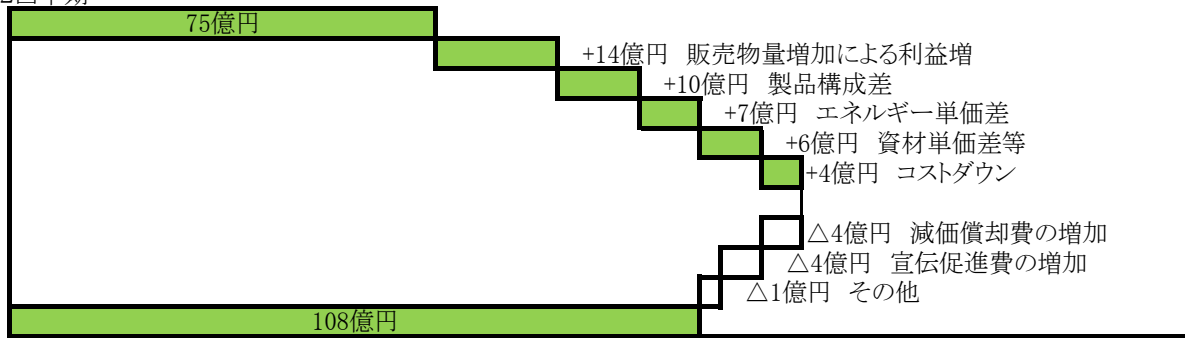 75億円
+14億円 販売物量増加による利益増
+10億円 製品構成差
+7億円 エネルギー単価差
+6億円 資材単価差等
+4億円 コストダウン
△4億円 減価償却費の増加
△4億円 宣伝促進費の増加
△1億円 その他
108億円